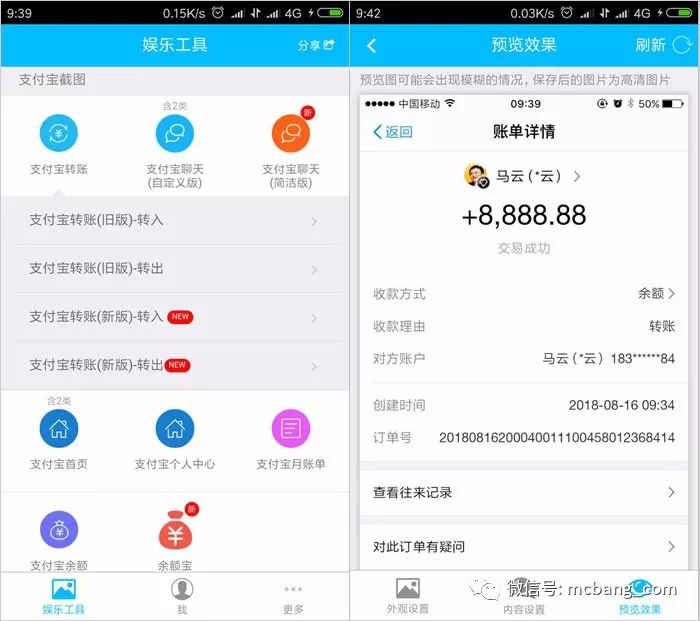 9:39
0.15K/s
4G
娱乐工具
分享
支付宝截图
支付宝转账
含2类
支付宝聊天
(自定义版)
新
支付宝聊天
(简洁版)
支付宝转账(旧版)-转入
支付宝转账(旧版)-转出
支付宝转账(新版)-转入 NEW
支付宝转账(新版)-转出 NEW
含2类
支付宝首页
支付宝个人中心
支付宝月账单
支付宝余额
新
余额宝
娱乐工具
我
更多
9:42
0.03K/s
4G
预览效果
刷新
预览图可能会出现模糊的情况，保存后的图片为高清图片
中国移动
09:39
50%
返回
账单详情
马云（*云）
+8,888.88
交易成功
收款方式 余额
收款理由 转账
对方账户 马云（*云）183******84
创建时间 2018-08-16 09:34
订单号 20180816200040011100458012368414
查看往来记录
对此订单有疑问
外观设置
内容设置
预览效果
微信号: mcbang_com